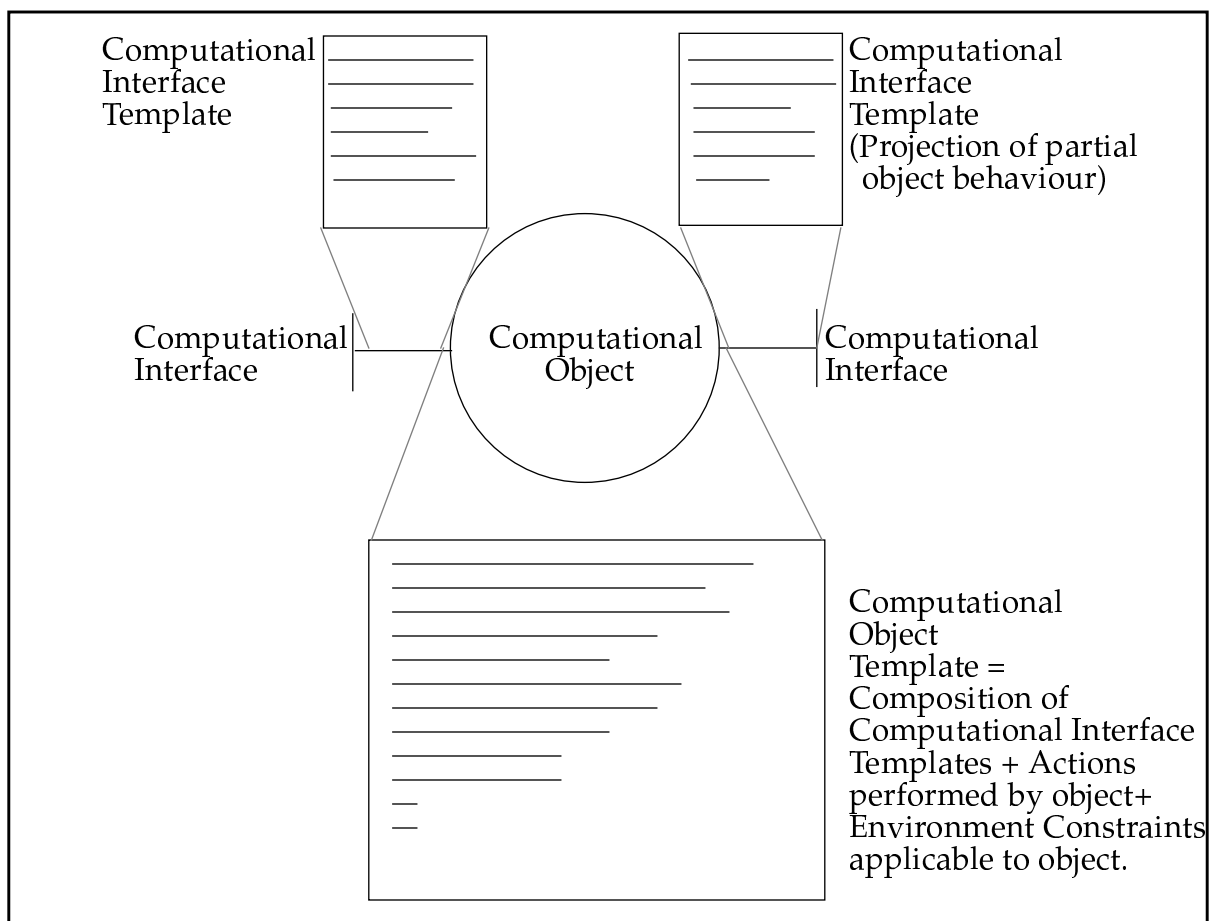 Computational
Interface
Template
Computational
Interface
Template
(Projection of partial
object behaviour)
Computational
Interface
Computational
Object
Computational
Interface
Computational
Object
Template =
Composition of
Computational Interface
Templates + Actions
performed by object+
Environment Constraints
applicable to object.